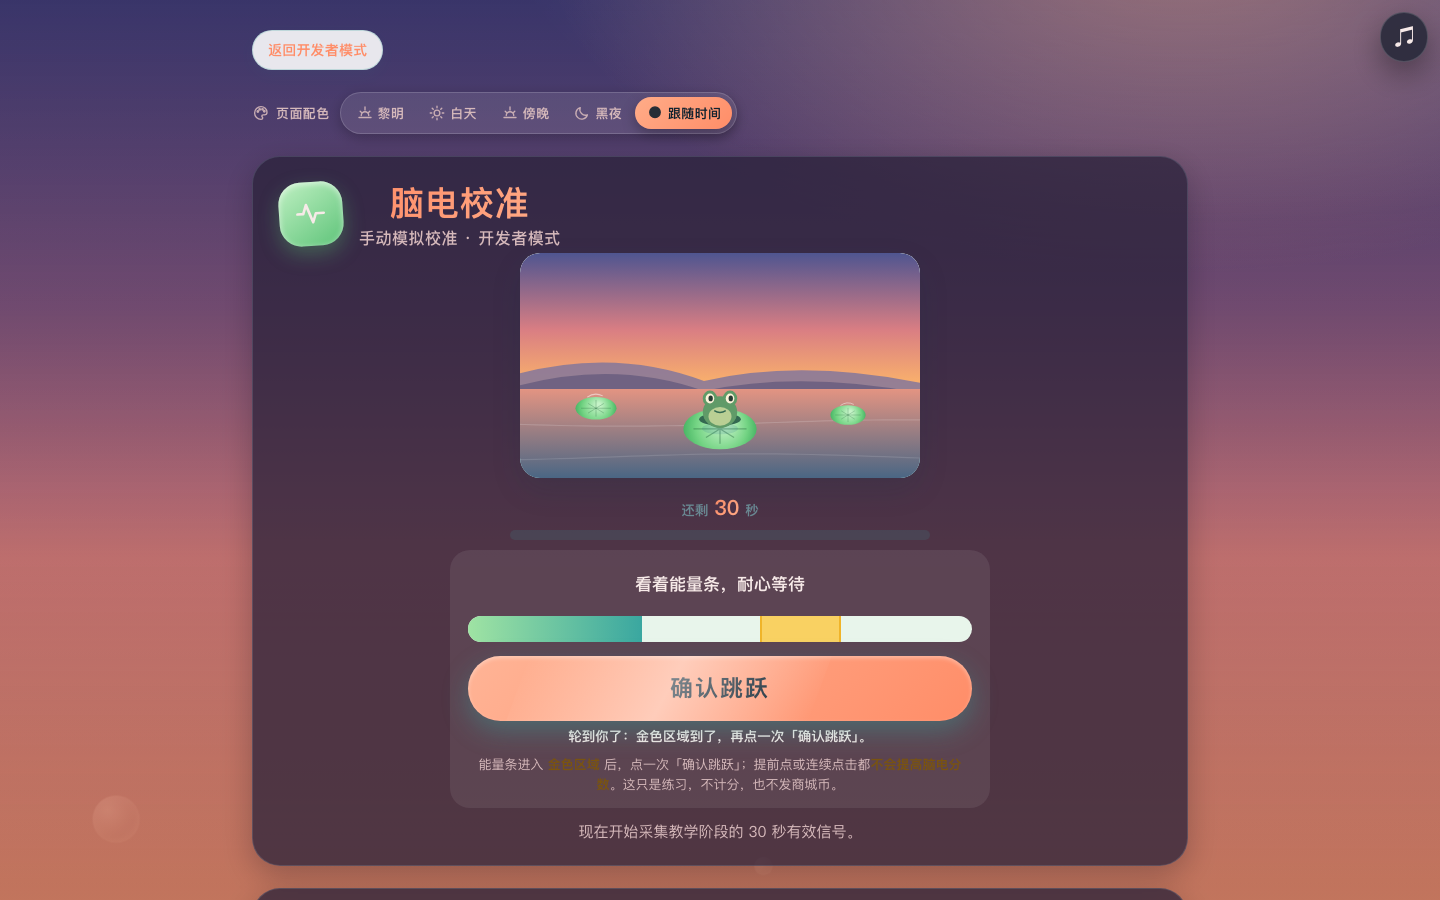 返回开发者模式
页面配色 黎明 白天 傍晚 黑夜 跟随时间
脑电校准
手动模拟校准 · 开发者模式
还剩 30 秒
看着能量条，耐心等待
确认跳跃
轮到你了：金色区域到了，再点一次「确认跳跃」。
能量条进入 金色区域 后，点一次「确认跳跃」；提前点或连续点击都不会提高脑电分
数。这只是练习，不计分，也不发商城币。
现在开始采集教学阶段的 30 秒有效信号。